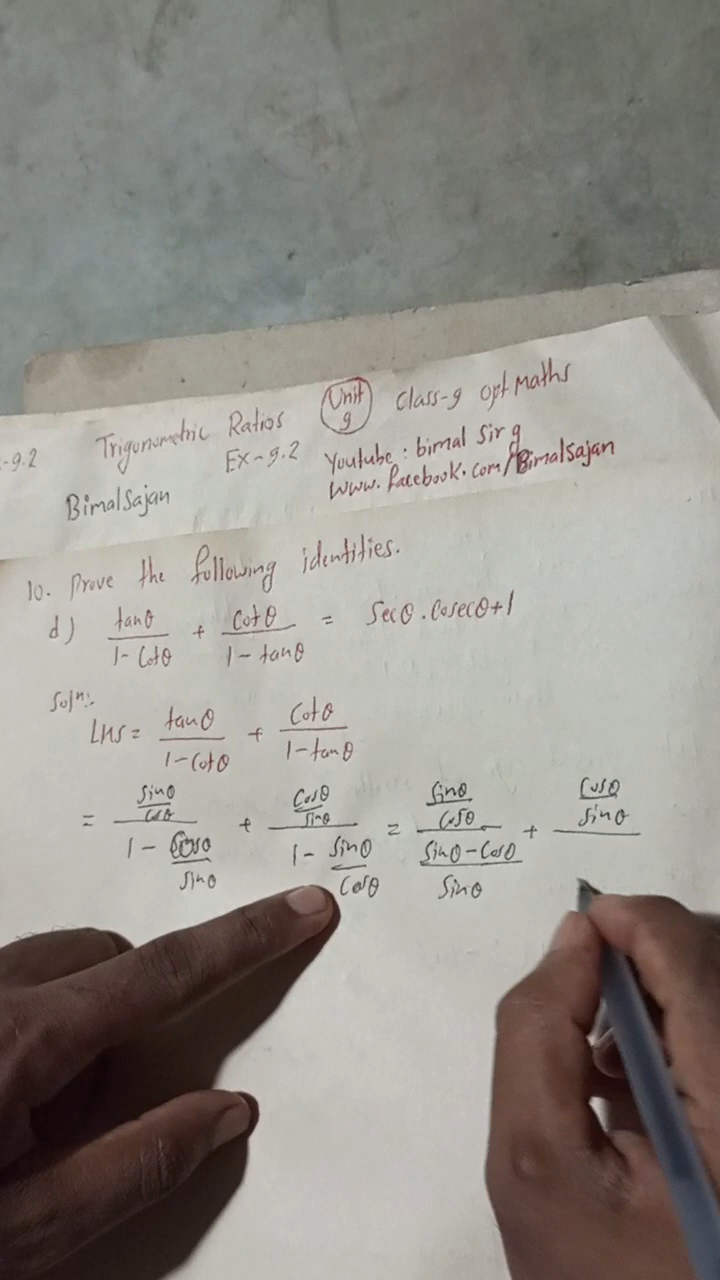 -9.2 Trigonometric Ratios Unit 9 Class-9 opt Maths
EX-9.2 Youtube: bimal Sir g
BimalSajan www.facebook.com/BimalSajan
10. Prove the following identities.
d) tanθ/(1-Cotθ) + Cotθ/(1-tanθ) = Secθ.Cosecθ+1
Soln:
LHS = tanθ/(1-Cotθ) + Cotθ/(1-tanθ)
= (Sinθ/Cosθ)/(1-Cosθ/Sinθ) + (Cosθ/Sinθ)/(1-Sinθ/Cosθ) = (Sinθ/Cosθ)/((Sinθ-Cosθ)/Sinθ) + (Cosθ/Sinθ)/